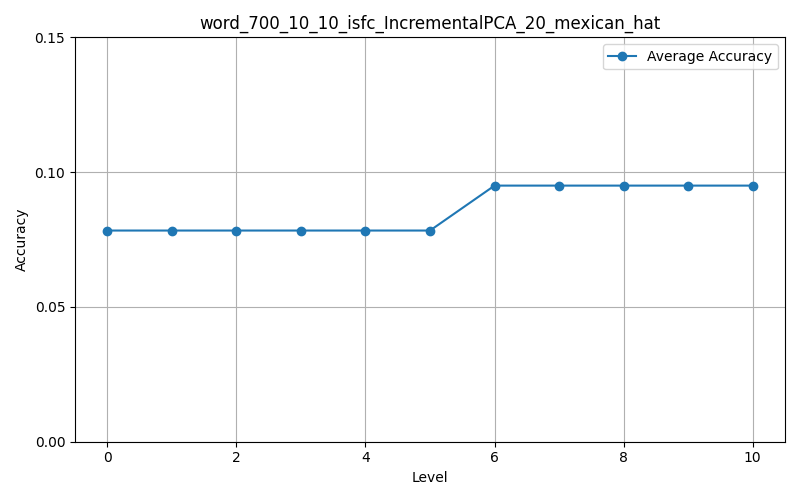 word_700_10_10_isfc_IncrementalPCA_20_mexican_hat
Average Accuracy
0.15
0.10
0.05
0.00
Accuracy
0 2 4 6 8 10
Level